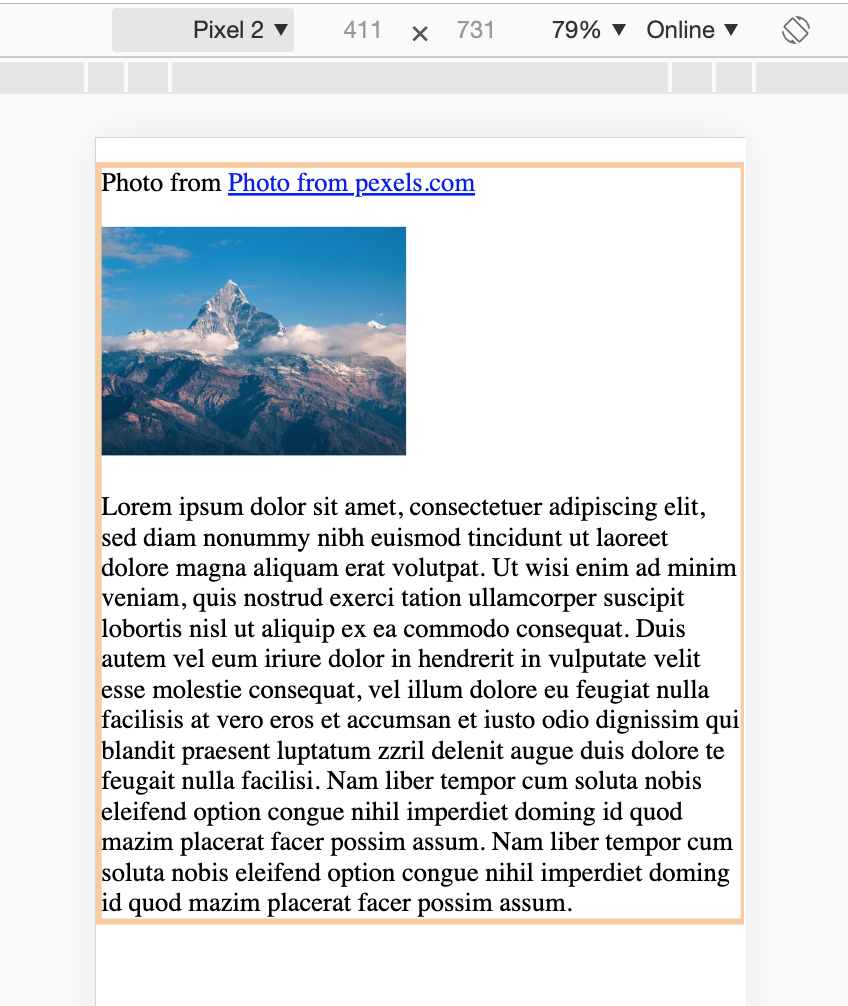 Pixel 2 ▼ 411 × 731 79% ▼ Online ▼
Photo from Photo from pexels.com
Lorem ipsum dolor sit amet, consectetuer adipiscing elit,
sed diam nonummy nibh euismod tincidunt ut laoreet
dolore magna aliquam erat volutpat. Ut wisi enim ad minim
veniam, quis nostrud exerci tation ullamcorper suscipit
lobortis nisl ut aliquip ex ea commodo consequat. Duis
autem vel eum iriure dolor in hendrerit in vulputate velit
esse molestie consequat, vel illum dolore eu feugiat nulla
facilisis at vero eros et accumsan et iusto odio dignissim qui
blandit praesent luptatum zzril delenit augue duis dolore te
feugait nulla facilisi. Nam liber tempor cum soluta nobis
eleifend option congue nihil imperdiet doming id quod
mazim placerat facer possim assum. Nam liber tempor cum
soluta nobis eleifend option congue nihil imperdiet doming
id quod mazim placerat facer possim assum.